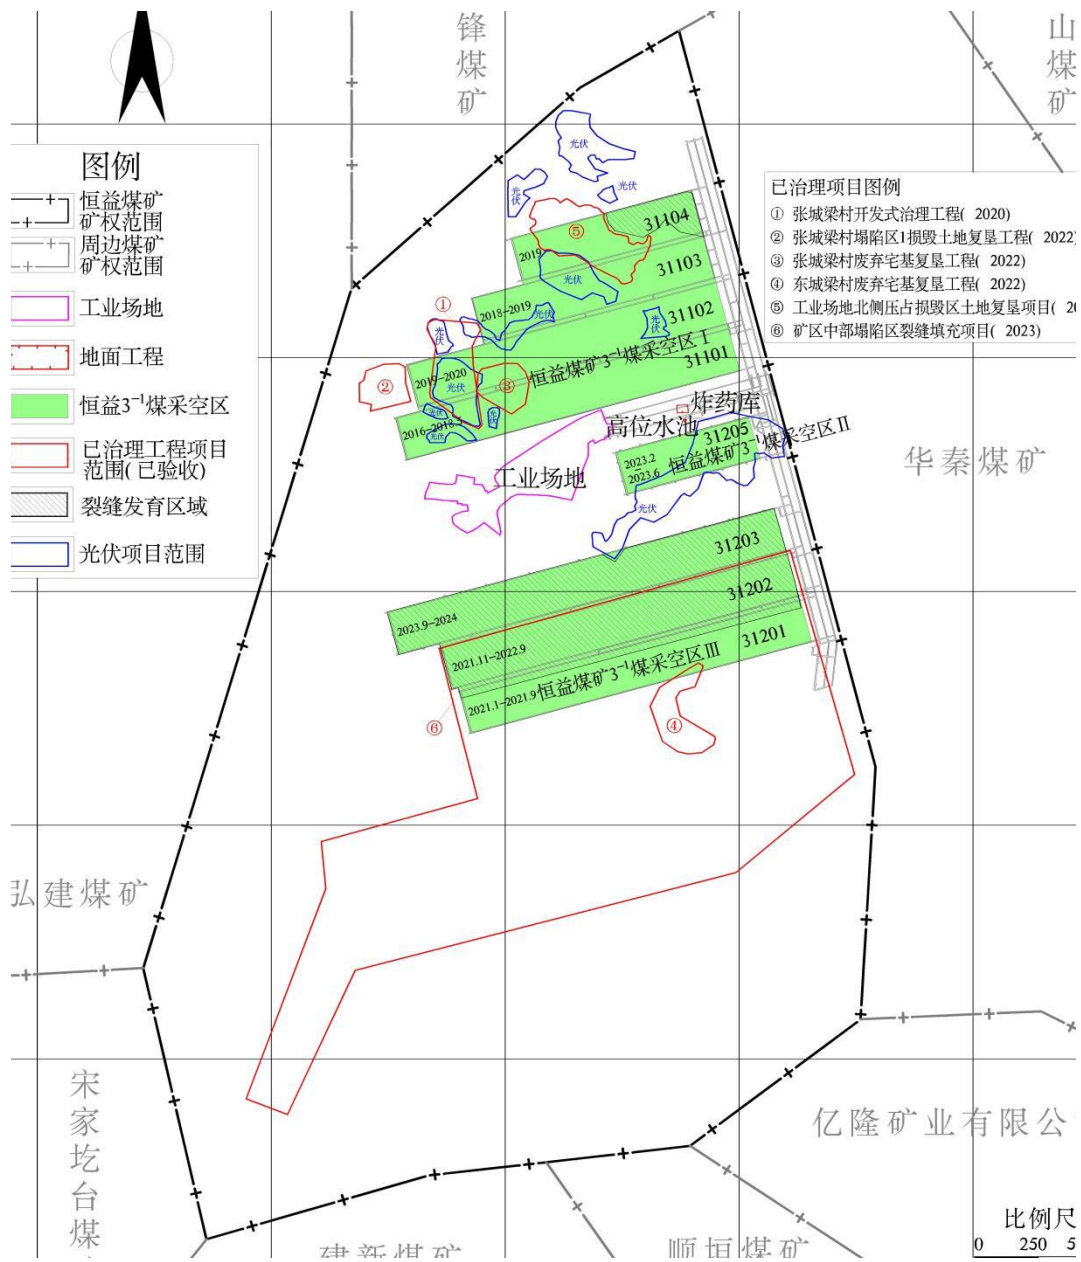 锋煤矿
山煤矿
图例
恒益煤矿
矿权范围
周边煤矿
矿权范围
工业场地
地面工程
恒益3⁻¹煤采空区
已治理工程项目
范围(已验收)
裂缝发育区域
光伏项目范围
已治理项目图例
① 张城梁村开发式治理工程( 2020)
② 张城梁村塌陷区1损毁土地复垦工程( 2022)
③ 张城梁村废弃宅基复垦工程( 2022)
④ 东城梁村废弃宅基复垦工程( 2022)
⑤ 工业场地北侧压占损毁区土地复垦项目( 20
⑥ 矿区中部塌陷区裂缝填充项目( 2023)
光伏
光伏
光伏
31104
⑤
2019
31103
光伏
①
2018-2019
光伏
31102
光伏
光伏
恒益煤矿3⁻¹煤采空区Ⅰ
31101
2019-2020
光伏
②
③
炸药库
2016-2018.5
光伏
光伏
高位水池
31205
恒益煤矿3⁻¹煤采空区Ⅱ
2023.2
-
2023.6
华秦煤矿
工业场地
光伏
31203
2023.9-2024
31202
2021.11-2022.9
31201
2021.1-2021.9
恒益煤矿3⁻¹煤采空区Ⅲ
⑥
④
弘建煤矿
宋家圪台煤
亿隆矿业有限公
建新煤矿
顺垣煤矿
比例尺
0 250 5